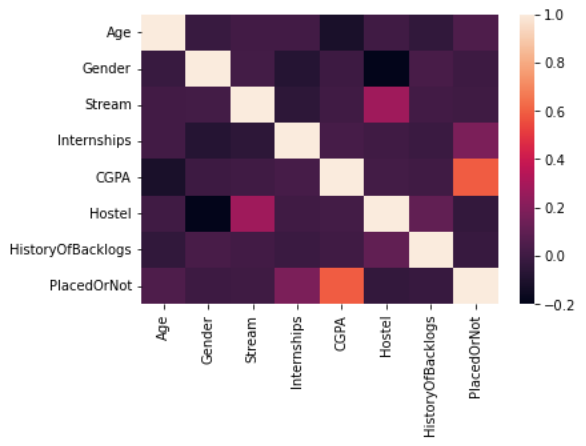 Age
Gender
Stream
Internships
CGPA
Hostel
HistoryOfBacklogs
PlacedOrNot
Age
Gender
Stream
Internships
CGPA
Hostel
HistoryOfBacklogs
PlacedOrNot
1.0
0.8
0.6
0.4
0.2
0.0
−0.2